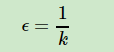 ϵ = 1/k